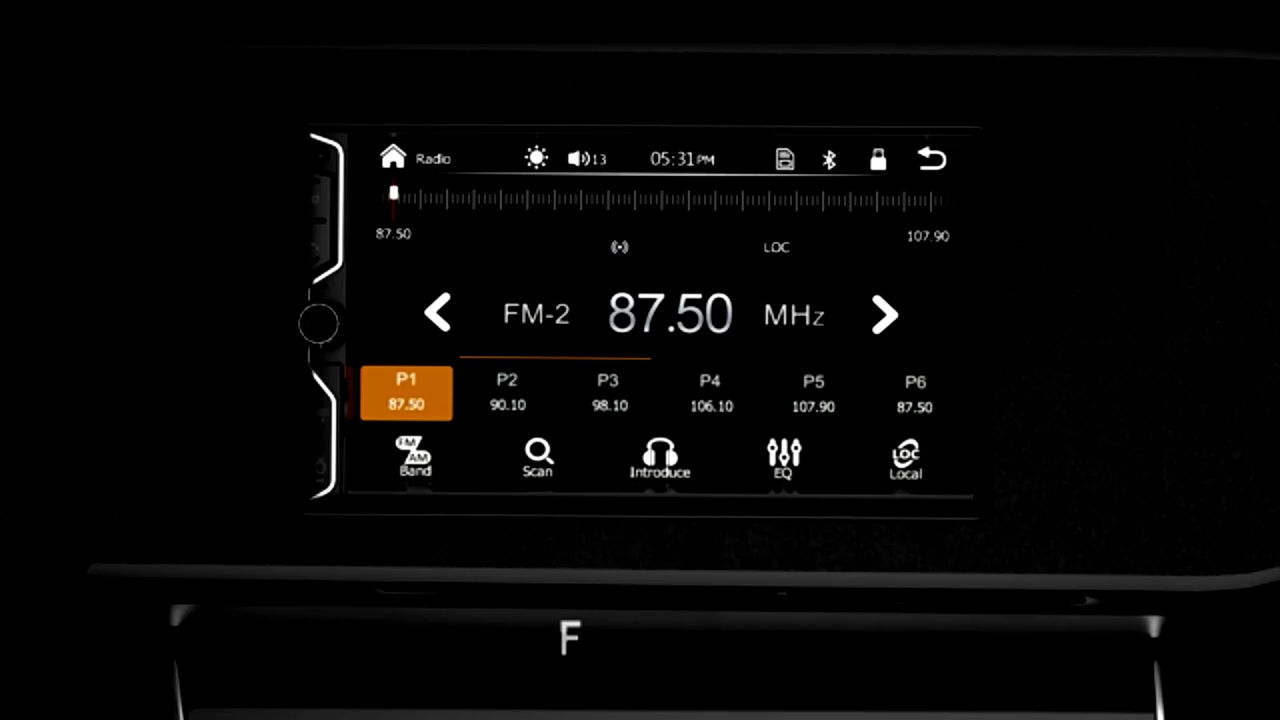 Radio 13 05:31PM
87.50 107.90
LOC
FM-2 87.50 MHz
P1 P2 P3 P4 P5 P6
87.50 90.10 98.10 106.10 107.90 87.50
FM
AM LOC
Band Scan Introduce EQ Local
F